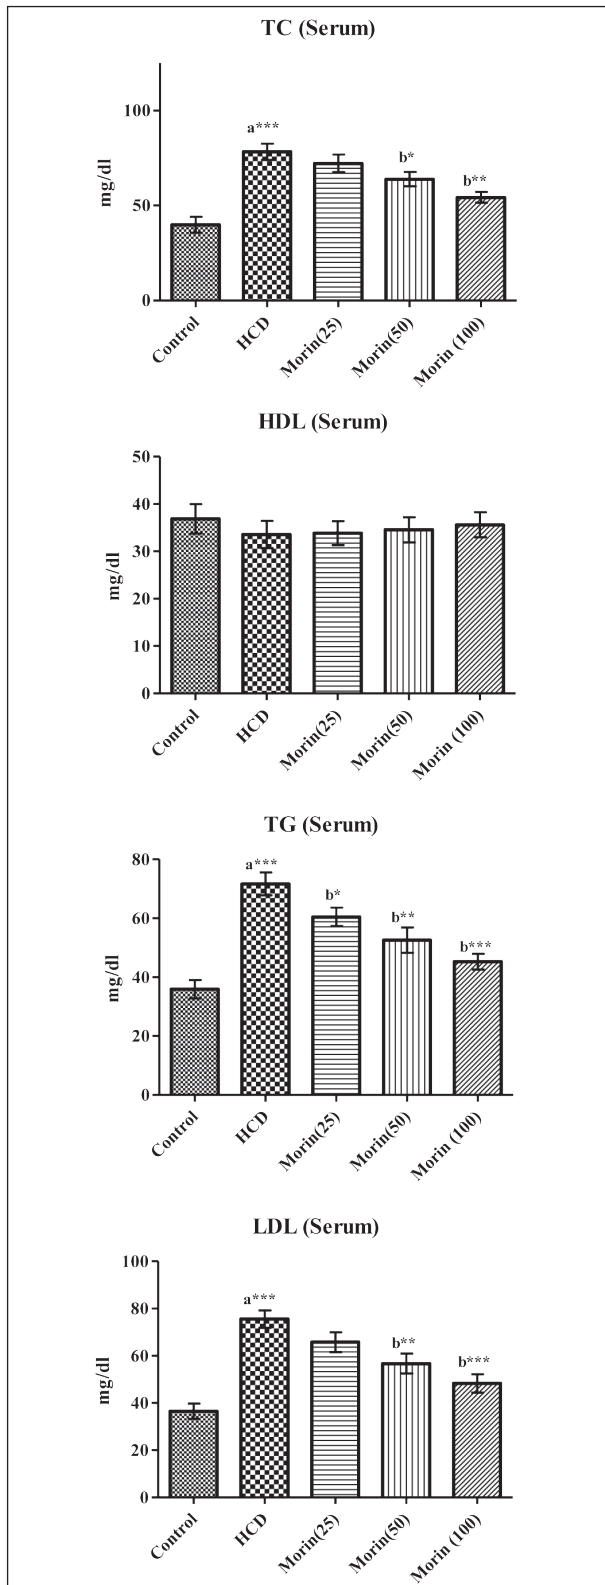 TC (Serum)
100
50
0
mg/dl
a***
b*
b**
Control
HCD
Morin(25)
Morin(50)
Morin (100)
HDL (Serum)
50
40
30
20
10
0
mg/dl
Control
HCD
Morin(25)
Morin(50)
Morin (100)
TG (Serum)
80
60
40
20
0
mg/dl
a***
b*
b**
b***
Control
HCD
Morin(25)
Morin(50)
Morin (100)
LDL (Serum)
100
80
60
40
20
0
mg/dl
a***
b**
b***
Control
HCD
Morin(25)
Morin(50)
Morin (100)